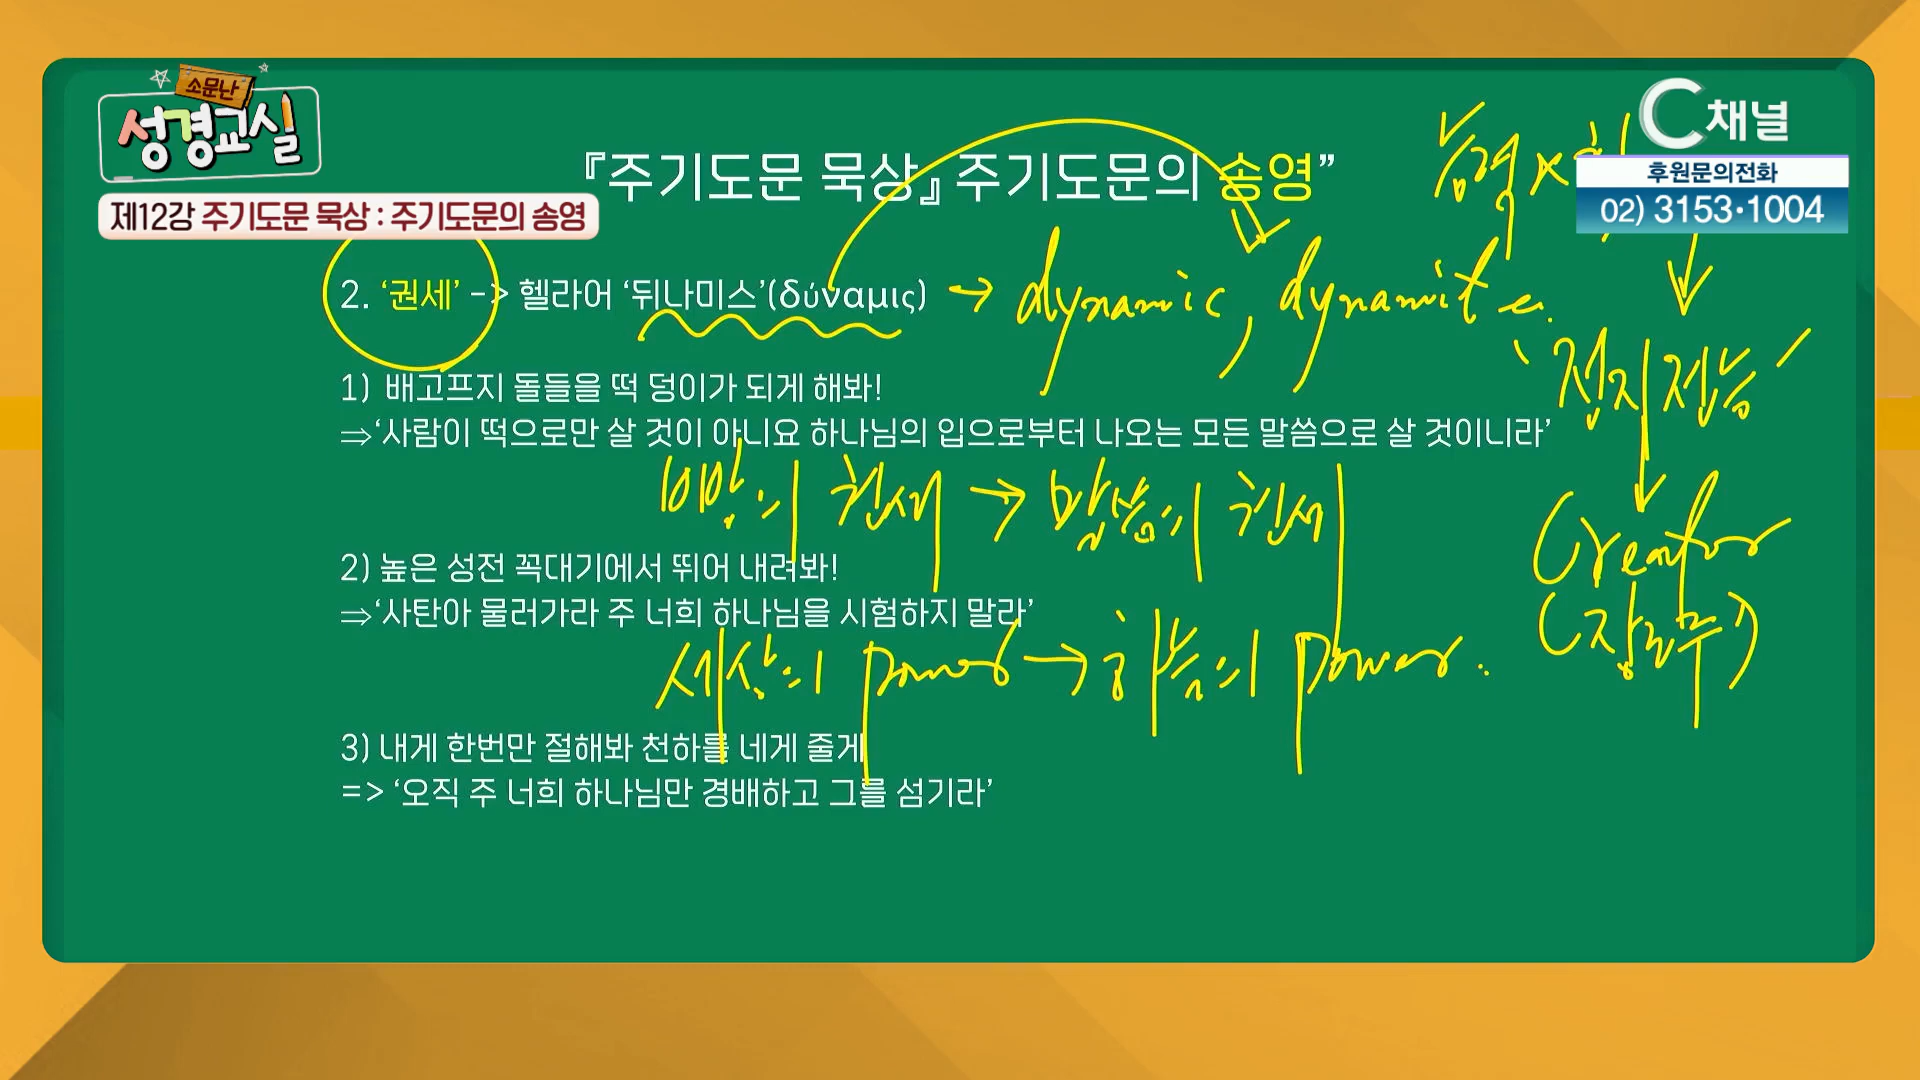 소문난
성경교실
C채널
후원문의전화
02) 3153·1004
제12강 주기도문 묵상 : 주기도문의 송영
『주기도문 묵상』 주기도문의 송영”
능력
2. ‘권세’ -> 헬라어 ‘뒤나미스’(δύναμις) → dynamic, dynamite.
전지전능
1) 배고프지 돌들을 떡 덩이가 되게 해봐!
⇒‘사람이 떡으로만 살 것이 아니요 하나님의 입으로부터 나오는 모든 말씀으로 살 것이니라’
의 권세 → 말씀의 권세
Creator
2) 높은 성전 꼭대기에서 뛰어 내려봐!
⇒‘사탄아 물러가라 주 너희 하나님을 시험하지 말라’
세상의 power → 하늘의 power.
3) 내게 한번만 절해봐 천하를 네게 줄게
=> ‘오직 주 너희 하나님만 경배하고 그를 섬기라’